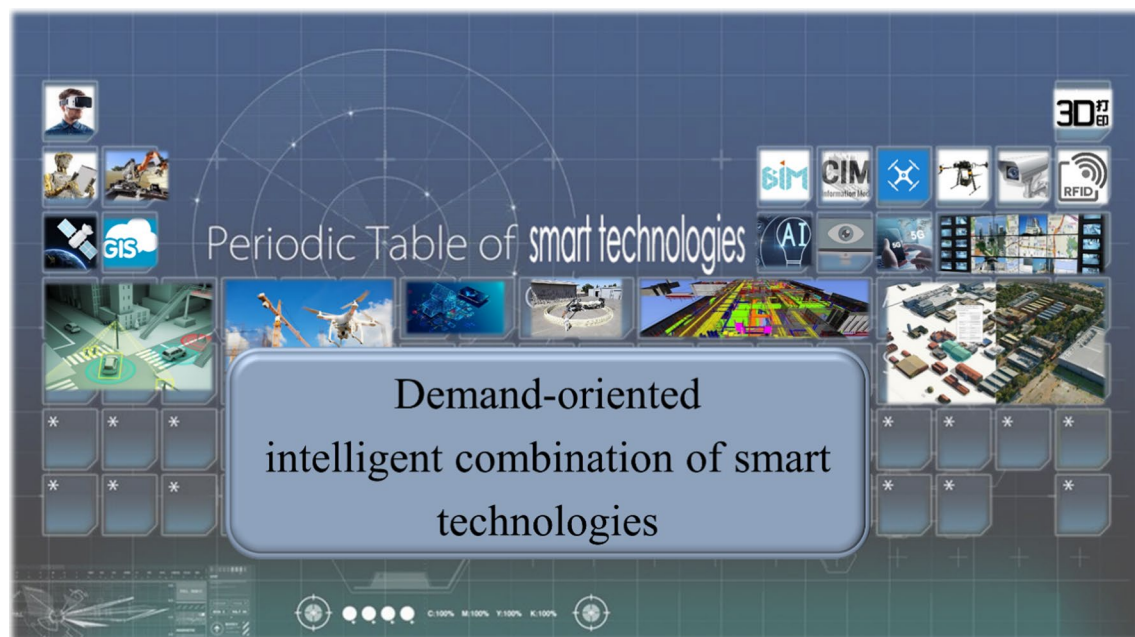 3D打印
BIM
CIM
RFID
GIS
Periodic Table of smart technologies
AI
5G
5G
Demand-oriented
intelligent combination of smart
technologies
* * *
* * * *
* * *
* * *
C:100% M:100% Y:100% K:100%